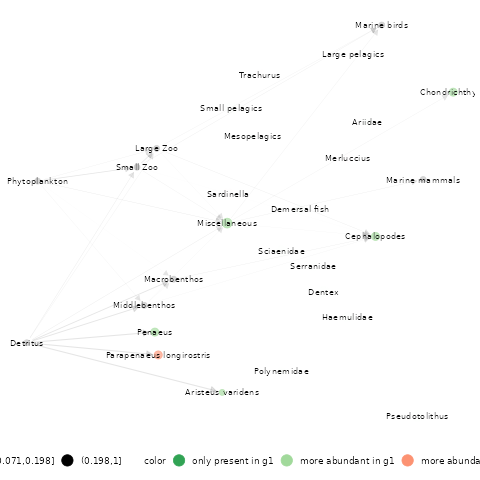 Marine birds
Large pelagics
Trachurus
Chondrichthy
Small pelagics
Ariidae
Mesopelagics
Large Zoo
Merluccius
Small Zoo
Phytoplankton
Marine mammals
Sardinella
Demersal fish
Miscellaneous
Cephalopodes
Sciaenidae
Serranidae
Macrobenthos
Dentex
Middlebenthos
Haemulidae
Penaeus
Detritus
Parapenaeus longirostris
Polynemidae
Aristeus varidens
Pseudotolithus
0.071,0.198] (0.198,1] color only present in g1 more abundant in g1 more abunda